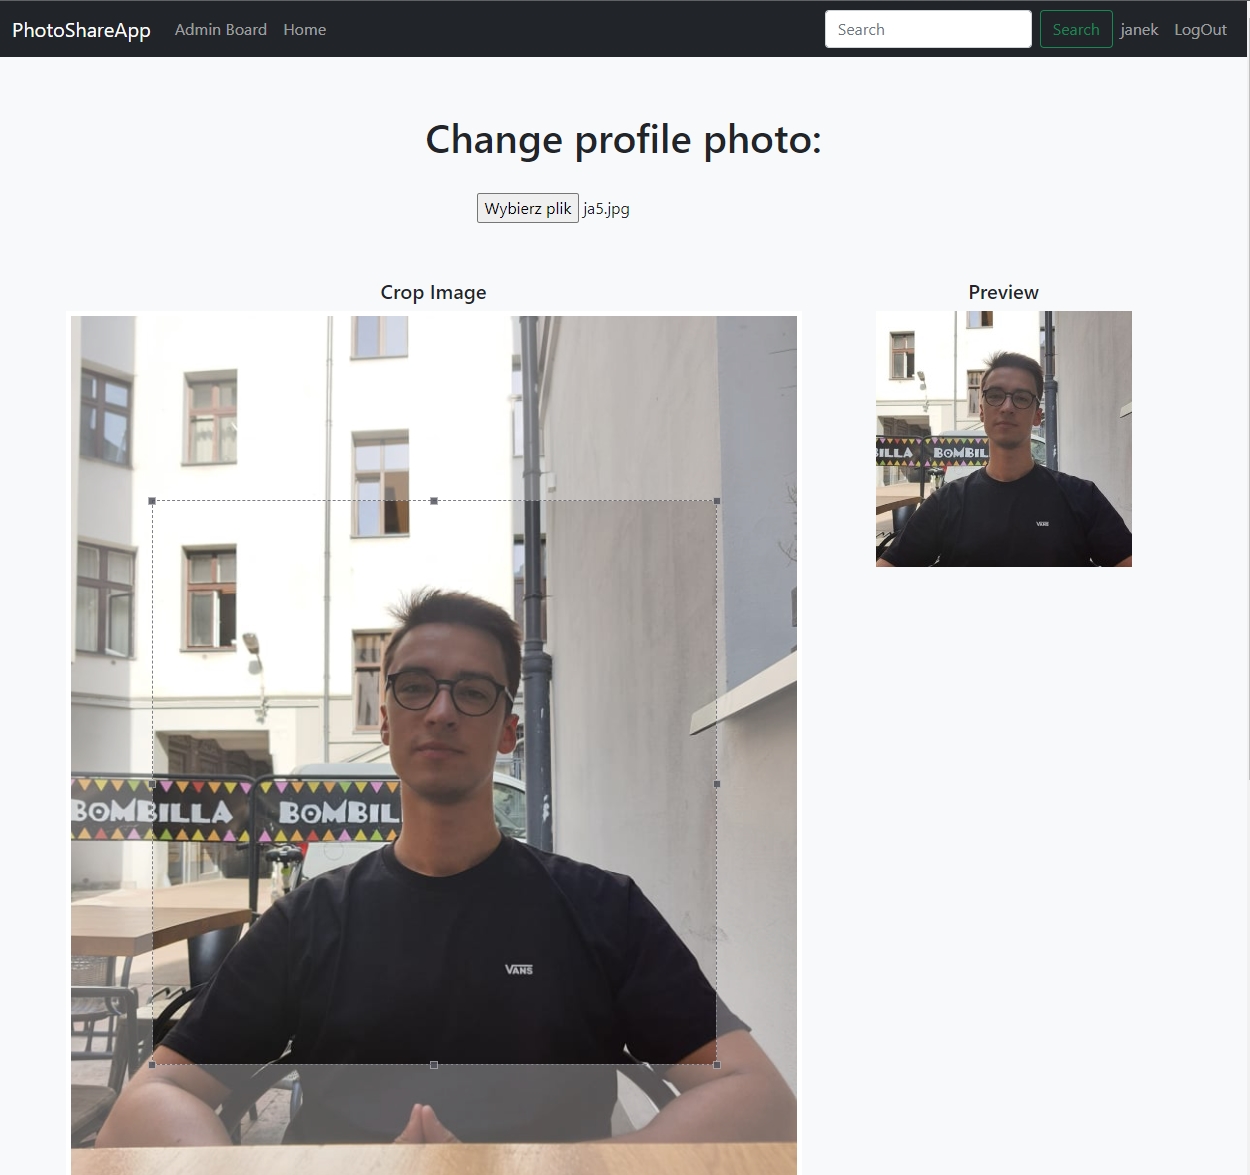 PhotoShareApp Admin Board Home Search Search janek LogOut
Change profile photo:
Wybierz plik ja5.jpg
Crop Image
Preview
BOMBILLA BOMBIL
VANS
ILLA BOMBIL
VANS